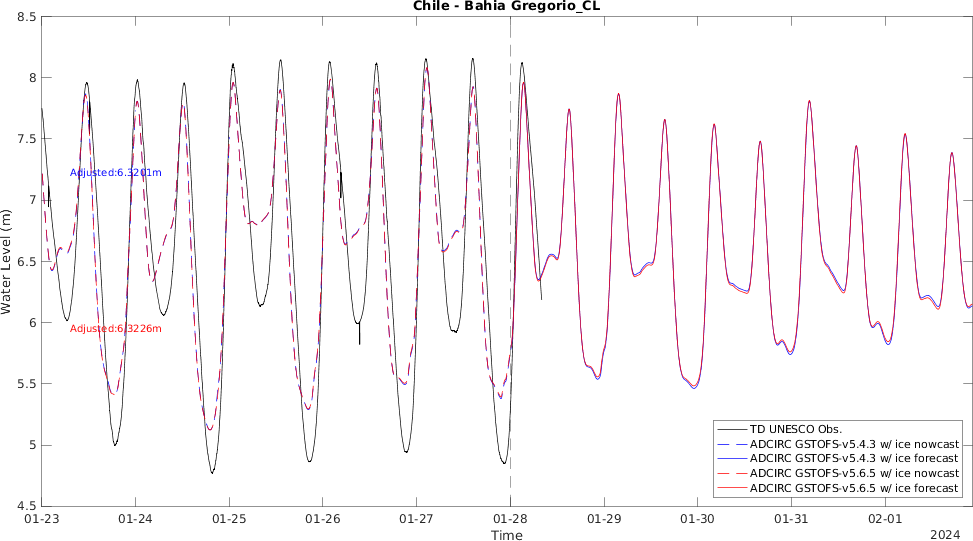 Chile - Bahia Gregorio_CL
8.5
8
7.5
7
6.5
6
5.5
5
4.5
Water Level (m)
Adjusted:6.3201m
Adjusted:6.3226m
TD UNESCO Obs.
ADCIRC GSTOFS-v5.4.3 w/ ice nowcast
ADCIRC GSTOFS-v5.4.3 w/ ice forecast
ADCIRC GSTOFS-v5.6.5 w/ ice nowcast
ADCIRC GSTOFS-v5.6.5 w/ ice forecast
01-23 01-24 01-25 01-26 01-27 01-28 01-29 01-30 01-31 02-01
Time
2024